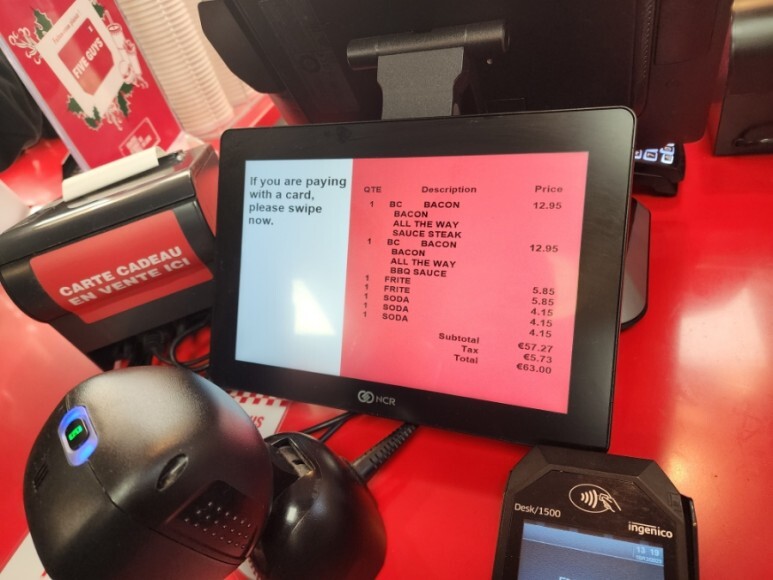 FIVE GUYS
CARTE CADEAU
EN VENTE ICI
If you are paying
with a card,
please swipe
now.
QTE Description Price
1 BC BACON 12.95
BACON
ALL THE WAY
SAUCE STEAK
1 BC BACON 12.95
BACON
ALL THE WAY
BBQ SAUCE
1 FRITE 5.85
1 FRITE 5.85
1 SODA 4.15
1 SODA 4.15
1 SODA 4.15
Subtotal €57.27
Tax €5.73
Total €63.00
NCR
Desk/1500
ingenico
13 19